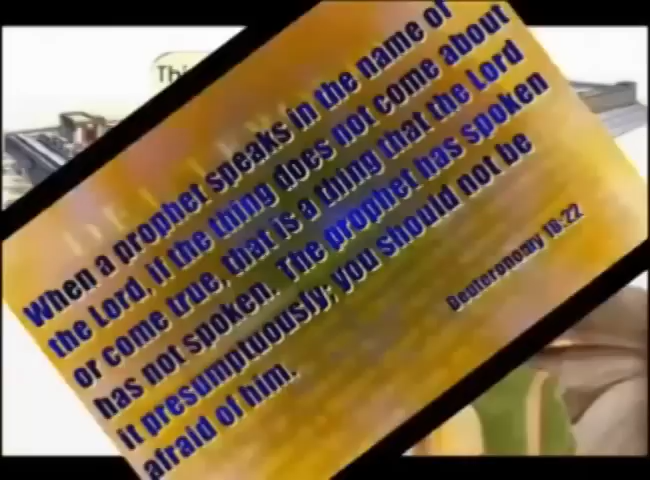 Thi
When a prophet speaks in the name of
the Lord, if the thing does not come about
or come true, that is a thing that the Lord
has not spoken. The prophet has spoken
it presumptuously; you should not be
afraid of him.
Deuteronomy 18:22